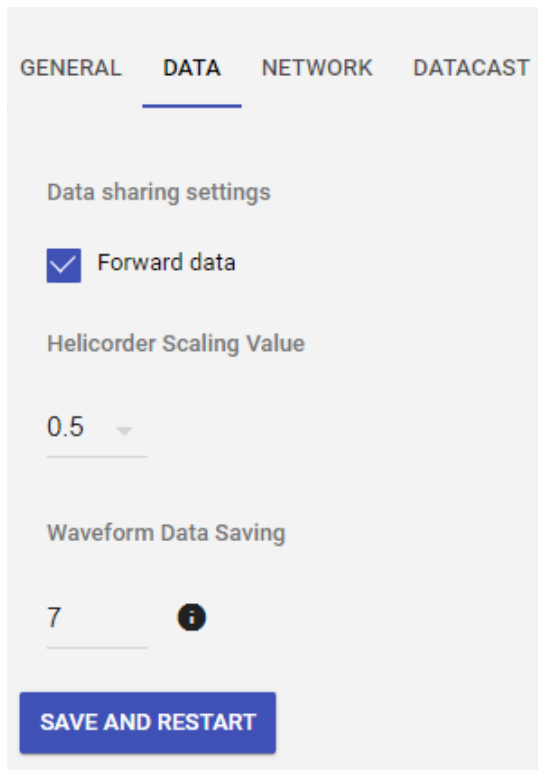 GENERAL DATA NETWORK DATACAST
Data sharing settings
Forward data
Helicorder Scaling Value
0.5
Waveform Data Saving
7
SAVE AND RESTART